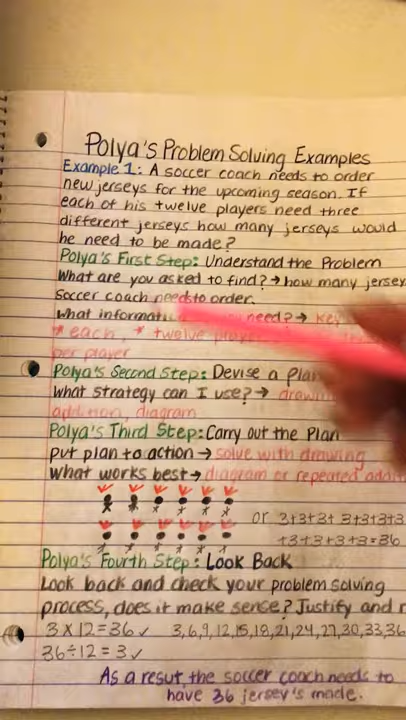 Polya's Problem Solving Examples
Example 1: A soccer coach needs to order
new jerseys for the upcoming season. If
each of his twelve players need three
different jerseys how many jerseys would
he need to be made?
Polya's First Step: Understand the Problem
What are you asked to find? → how many jersey
soccer coach needs to order.
what need? → key
* each, * twelve
per player
Polya's Second Step: Devise a Plan
What strategy can I use? →
addition, diagram
Polya's Third Step: Carry out the Plan
put plan to action → solve with drawing
what works best → diagram or repeated
or 3+3+3+ 3+3+3+3
+3+3+3+3=36
Polya's Fourth Step: Look Back
Look back and check your problem solving
process, does it make sense? Justify and
3 x 12 = 36 ✓ 3,6,9,12,15,18,21,24,27,30,33,36
36 ÷ 12 = 3 ✓
As a resut the soccer coach needs to
have 36 jersey's made.